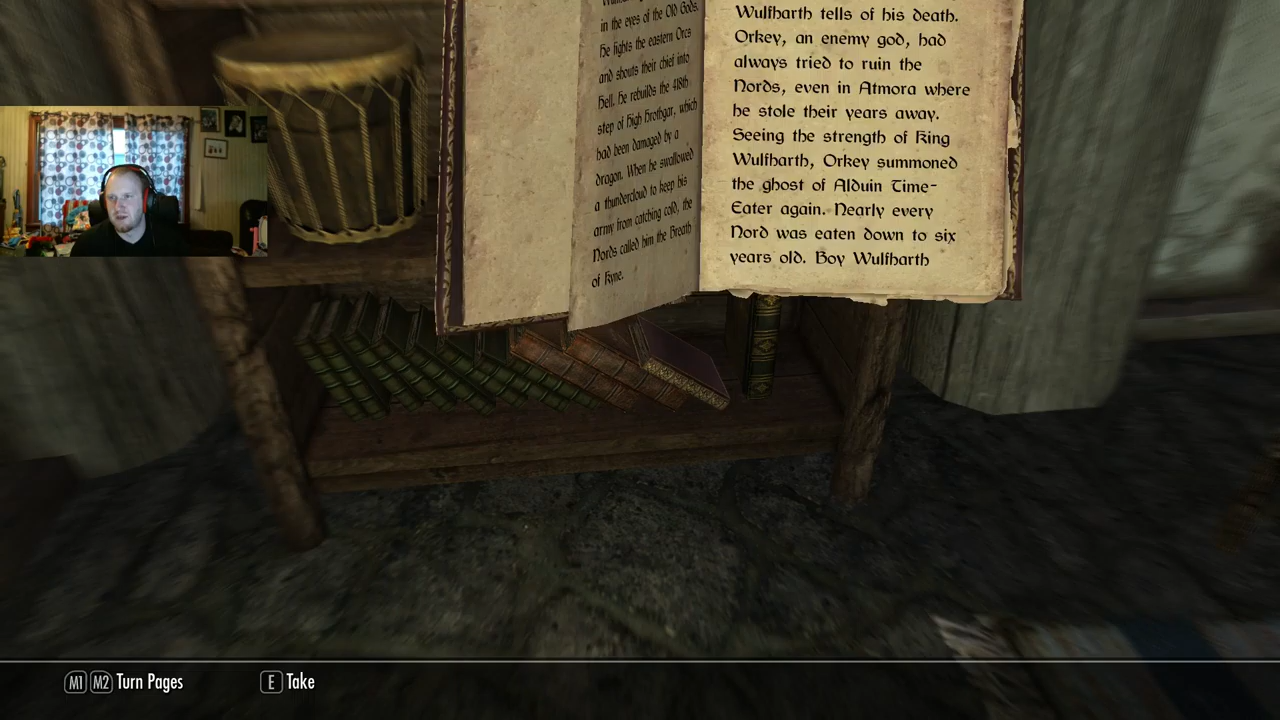 in the eyes of the Old Gods.
He fights the eastern Orcs
and shouts their chief into
Hell. He rebuilds the 418th
step of High Hrothgar, which
had been damaged by a
dragon. When he swallowed
a thundercloud to keep his
army from catching cold, the
Nords called him the Breath
of Kyne.
Wulfharth tells of his death.
Orkey, an enemy god, had
always tried to ruin the
Nords, even in Atmora where
he stole their years away.
Seeing the strength of King
Wulfharth, Orkey summoned
the ghost of Alduin Time-
Eater again. Nearly every
Nord was eaten down to six
years old. Boy Wulfharth
M1 M2 Turn Pages
E Take